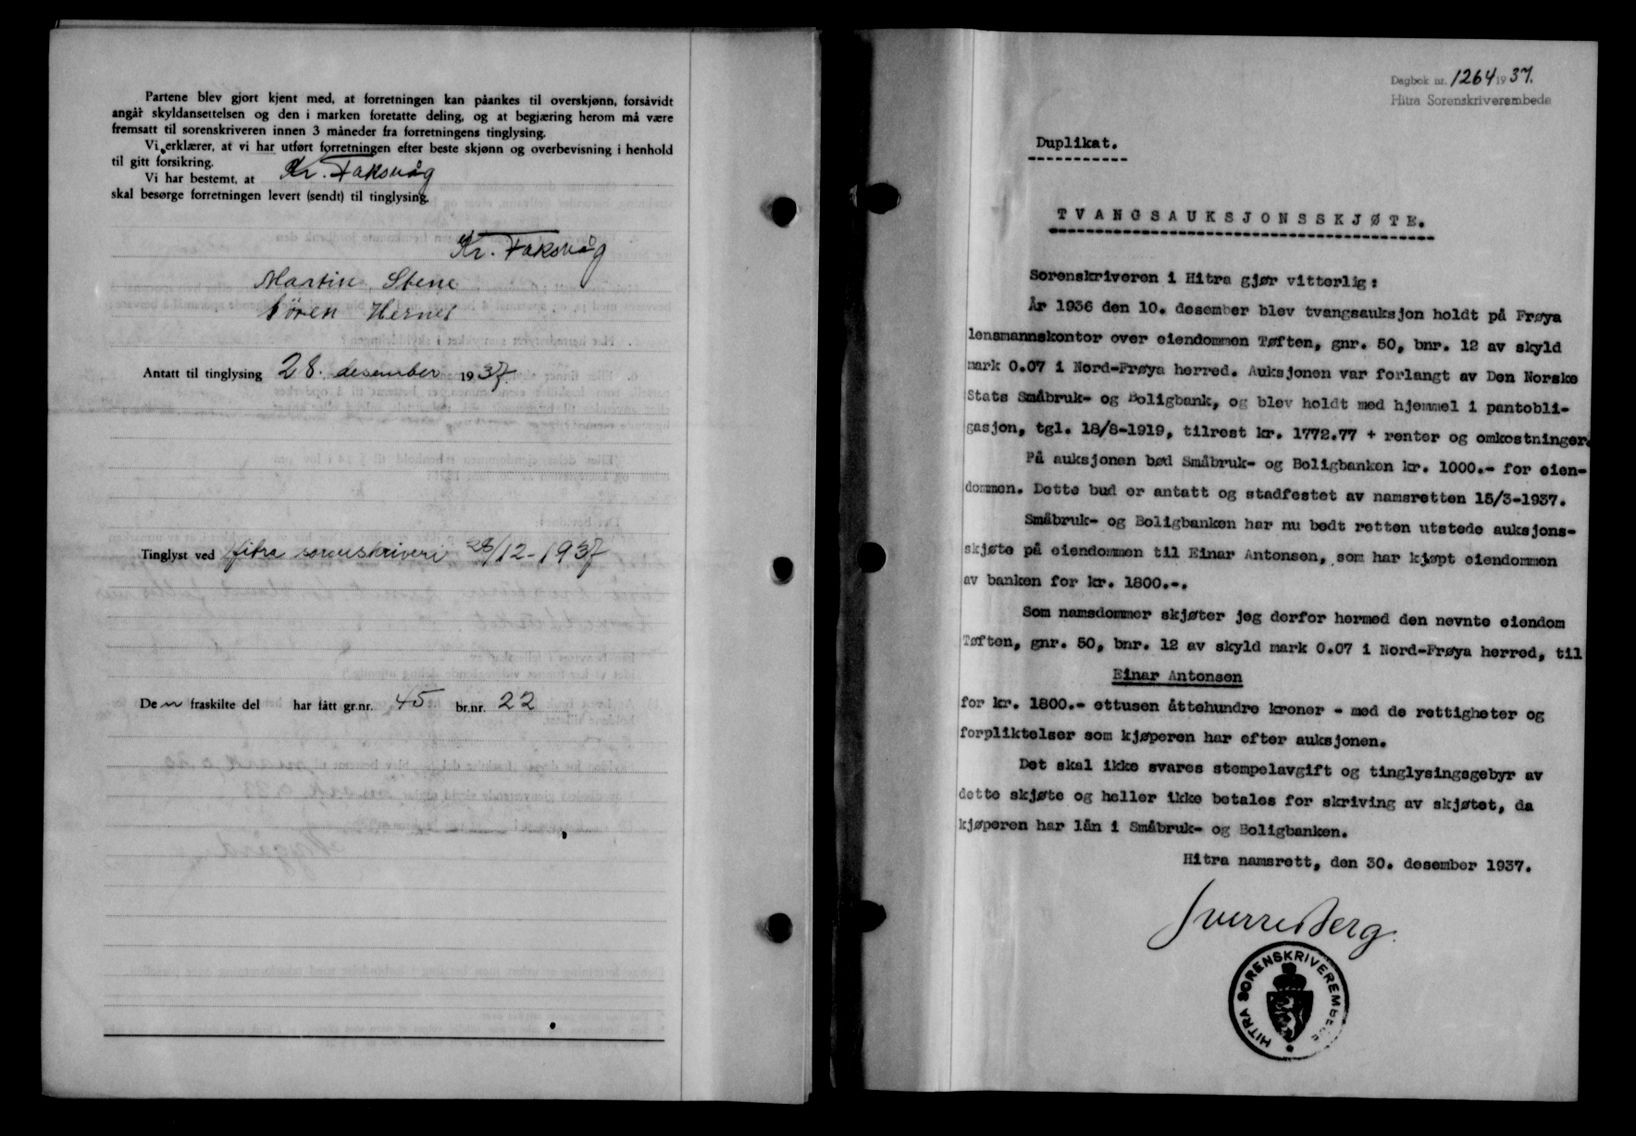 Partene blev gjort kjent med, at forretningen kan påankes til overskjønn, forsåvidt
angår skyldansettelsen og den i marken foretatte deling, og at begjæring herom må være
fremsatt til sorenskriveren innen 3 måneder fra forretningens tinglysing.
Vi erklærer, at vi har utført forretningen efter beste skjønn og overbevisning i henhold
til gitt forsikring.
Vi har bestemt, at Kr. Faksvåg
skal besørge forretningen levert (sendt) til tinglysing.
Kr. Faksvåg
Martin Stene
Søren Hernes
Antatt til tinglysing 28. desember 1937.
Tinglyst ved Hitra sorenskriveri 28/12-1937
Den fraskilte del har fått gr.nr. 45 br.nr. 22
Dagbok nr. 1264 1937.
Hitra Sorenskriverembede
Duplikat.
TVANGSAUKSJONSSKJØTE.
Sorenskriveren i Hitra gjør vitterlig:
År 1936 den 10. desember blev tvangsauksjon holdt på Frøya
lensmannskontor over eiendommen Tøften, gnr. 50, bnr. 12 av skyld
mark 0.07 i Nord-Frøya herred. Auksjonen var forlangt av Den Norske
Stats Småbruk- og Boligbank, og blev holdt med hjemmel i pantobli-
gasjon, tgl. 18/8-1919, tilrest kr. 1772.77 + renter og omkostninger.
På auksjonen bød Småbruk- og Boligbanken kr. 1000.- for eien-
dommen. Dette bud er antatt og stadfestet av namsretten 15/3-1937.
Småbruk- og Boligbanken har nu bedt retten utstede auksjons-
skjøte på eiendommen til Einar Antonsen, som har kjøpt eiendommen
av banken for kr. 1800.-.
Som namsdommer skjøter jeg derfor hermed den nevnte eiendom
Tøften, gnr. 50, bnr. 12 av skyld mark 0.07 i Nord-Frøya herred, til
Einar Antonsen
for kr. 1800.- ettusen åttehundre kroner - med de rettigheter og
forpliktelser som kjøperen har efter auksjonen.
Det skal ikke svares stempelavgift og tinglysingsgebyr av
dette skjøte og heller ikke betales for skriving av skjøtet, da
kjøperen har lån i Småbruk- og Boligbanken.
Hitra namsrett, den 30. desember 1937.
Sverre Berg.
HITRA SORENSKRIVEREMBEDE